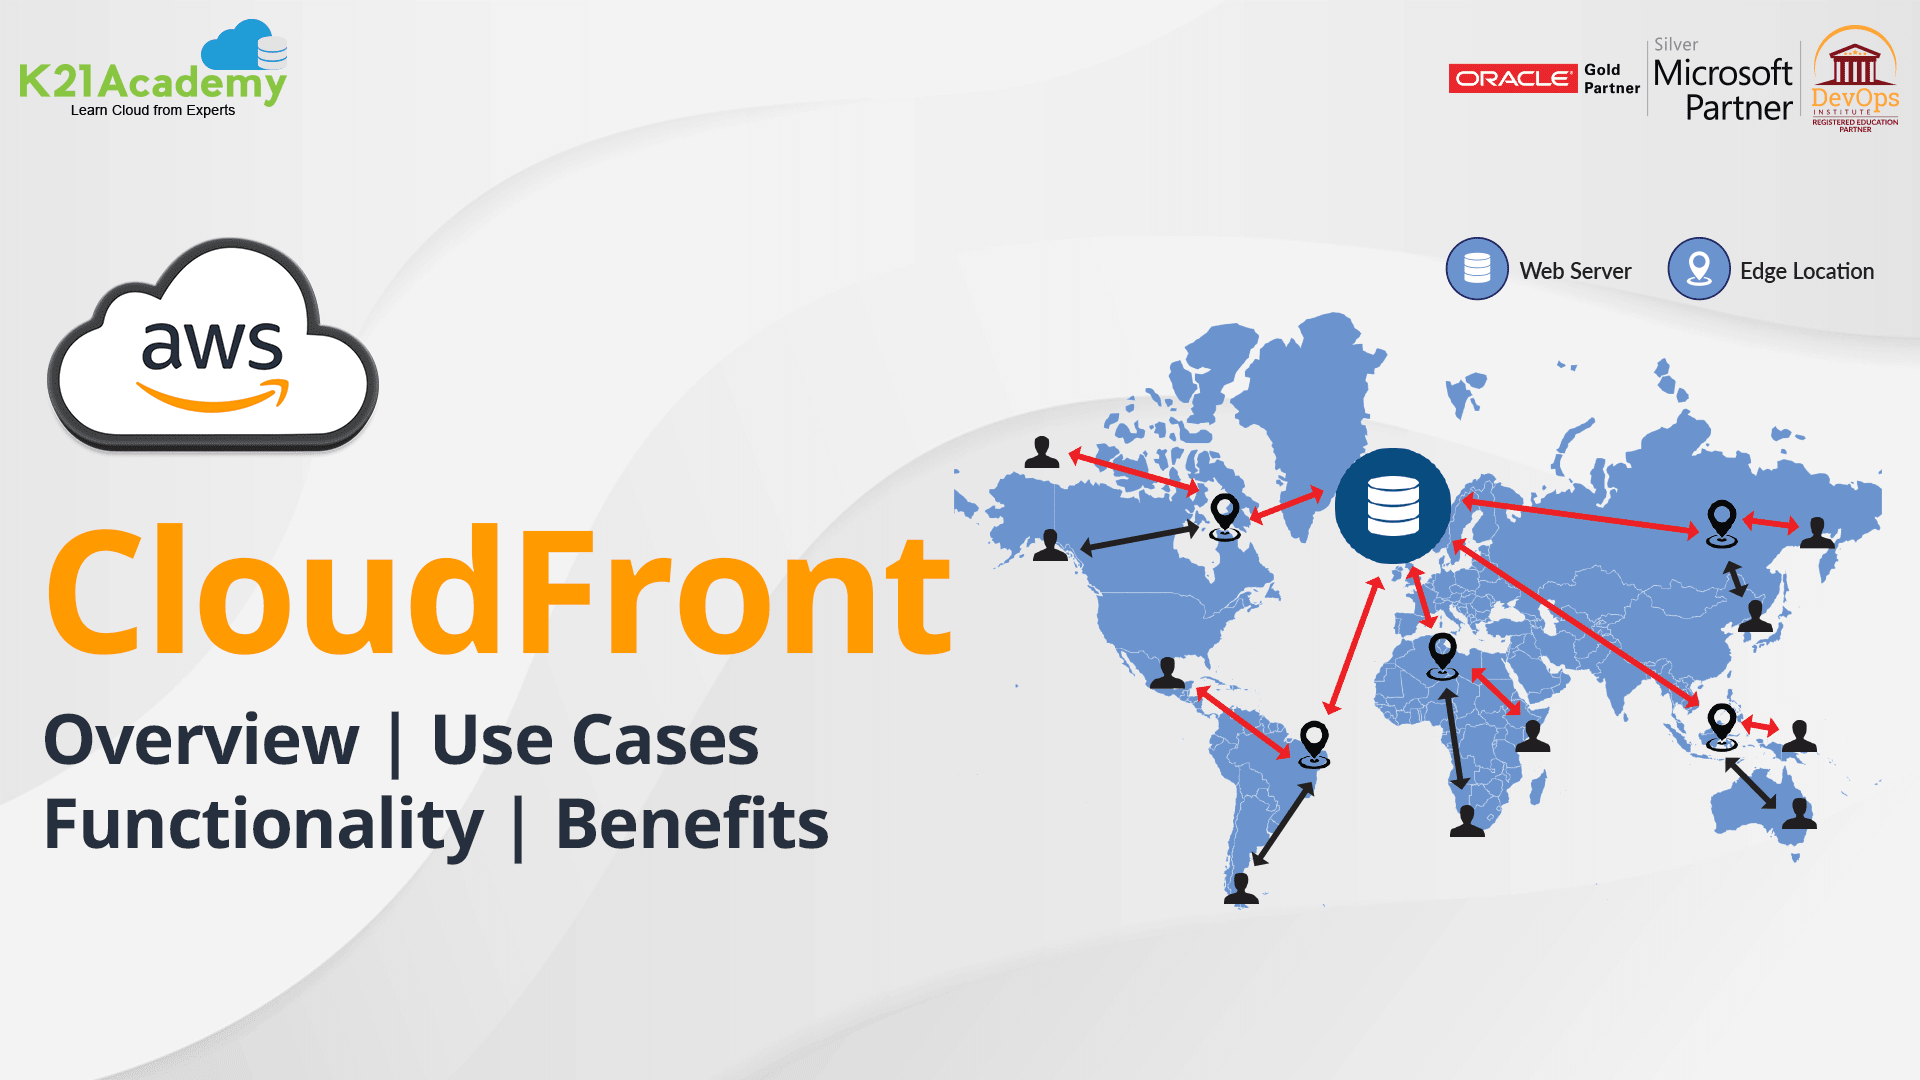 K21Academy
Learn Cloud from Experts
ORACLE Gold Partner
Silver
Microsoft
Partner
DevOps
INSTITUTE
REGISTERED EDUCATION
PARTNER
Web Server
Edge Location
aws
CloudFront
Overview | Use Cases
Functionality | Benefits